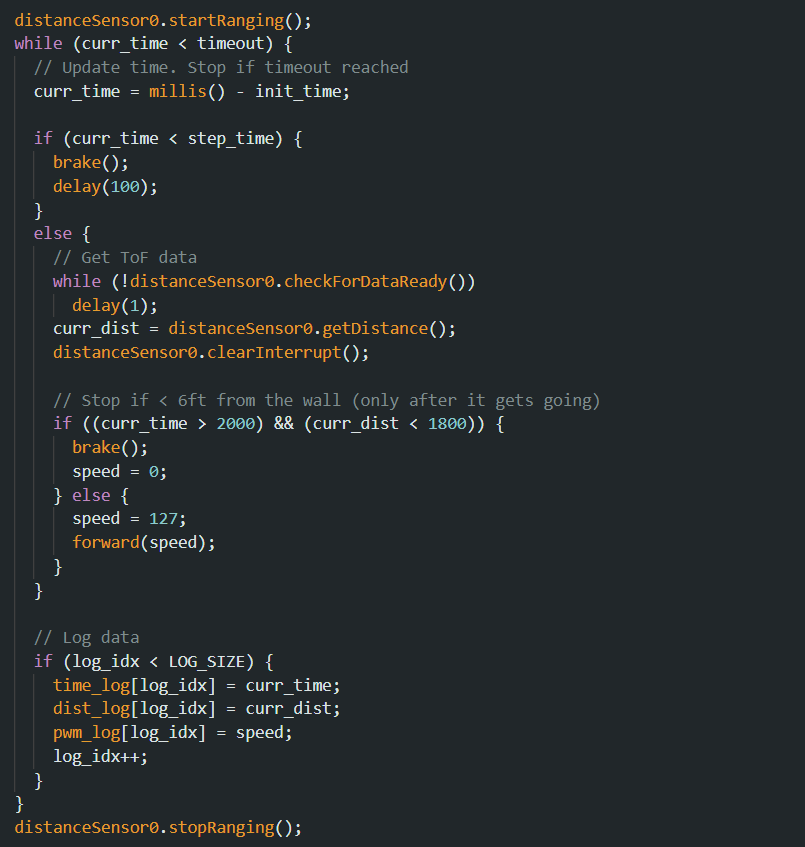 distanceSensor0.startRanging();
while (curr_time < timeout) {
  // Update time. Stop if timeout reached
  curr_time = millis() - init_time;

  if (curr_time < step_time) {
    brake();
    delay(100);
  }
  else {
    // Get ToF data
    while (!distanceSensor0.checkForDataReady())
      delay(1);
    curr_dist = distanceSensor0.getDistance();
    distanceSensor0.clearInterrupt();

    // Stop if < 6ft from the wall (only after it gets going)
    if ((curr_time > 2000) && (curr_dist < 1800)) {
      brake();
      speed = 0;
    } else {
      speed = 127;
      forward(speed);
    }
  }

  // Log data
  if (log_idx < LOG_SIZE) {
    time_log[log_idx] = curr_time;
    dist_log[log_idx] = curr_dist;
    pwm_log[log_idx] = speed;
    log_idx++;
  }
}
distanceSensor0.stopRanging();